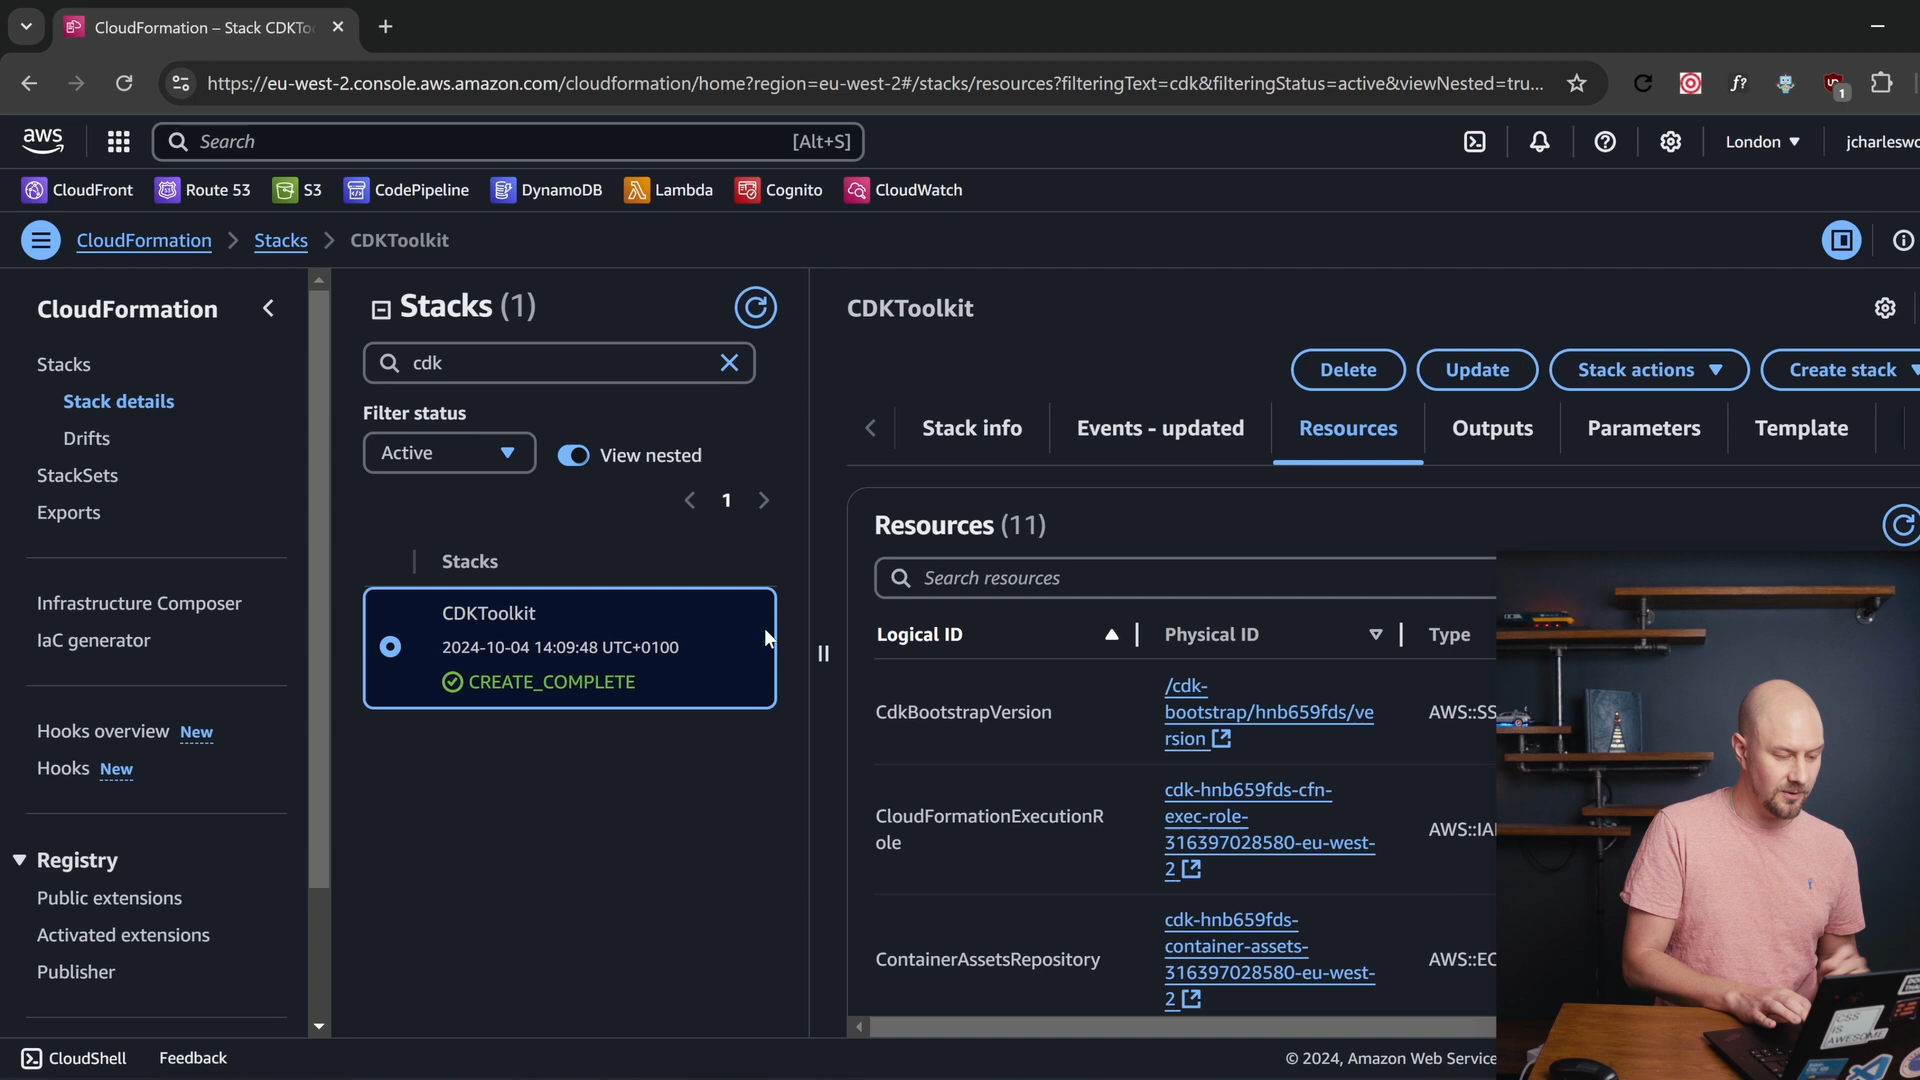 CloudFormation – Stack CDKToo
https://eu-west-2.console.aws.amazon.com/cloudformation/home?region=eu-west-2#/stacks/resources?filteringText=cdk&filteringStatus=active&viewNested=tru...
f?
1
aws
Search
[Alt+S]
London
jcharleswo
CloudFront
Route 53
S3
CodePipeline
DynamoDB
Lambda
Cognito
CloudWatch
CloudFormation
Stacks
CDKToolkit
CloudFormation
Stacks
Stack details
Drifts
StackSets
Exports
Infrastructure Composer
IaC generator
Hooks overview New
Hooks New
Registry
Public extensions
Activated extensions
Publisher
Stacks (1)
cdk
Filter status
Active
View nested
1
Stacks
CDKToolkit
2024-10-04 14:09:48 UTC+0100
CREATE_COMPLETE
CDKToolkit
Delete
Update
Stack actions
Create stack
Stack info
Events - updated
Resources
Outputs
Parameters
Template
Resources (11)
Search resources
Logical ID
Physical ID
Type
CdkBootstrapVersion
/cdk-
bootstrap/hnb659fds/ve
rsion
AWS::SS
CloudFormationExecutionR
ole
cdk-hnb659fds-cfn-
exec-role-
316397028580-eu-west-
2
AWS::IA
ContainerAssetsRepository
cdk-hnb659fds-
container-assets-
316397028580-eu-west-
2
AWS::EC
CSS
IS
AWESOME
CloudShell
Feedback
© 2024, Amazon Web Service